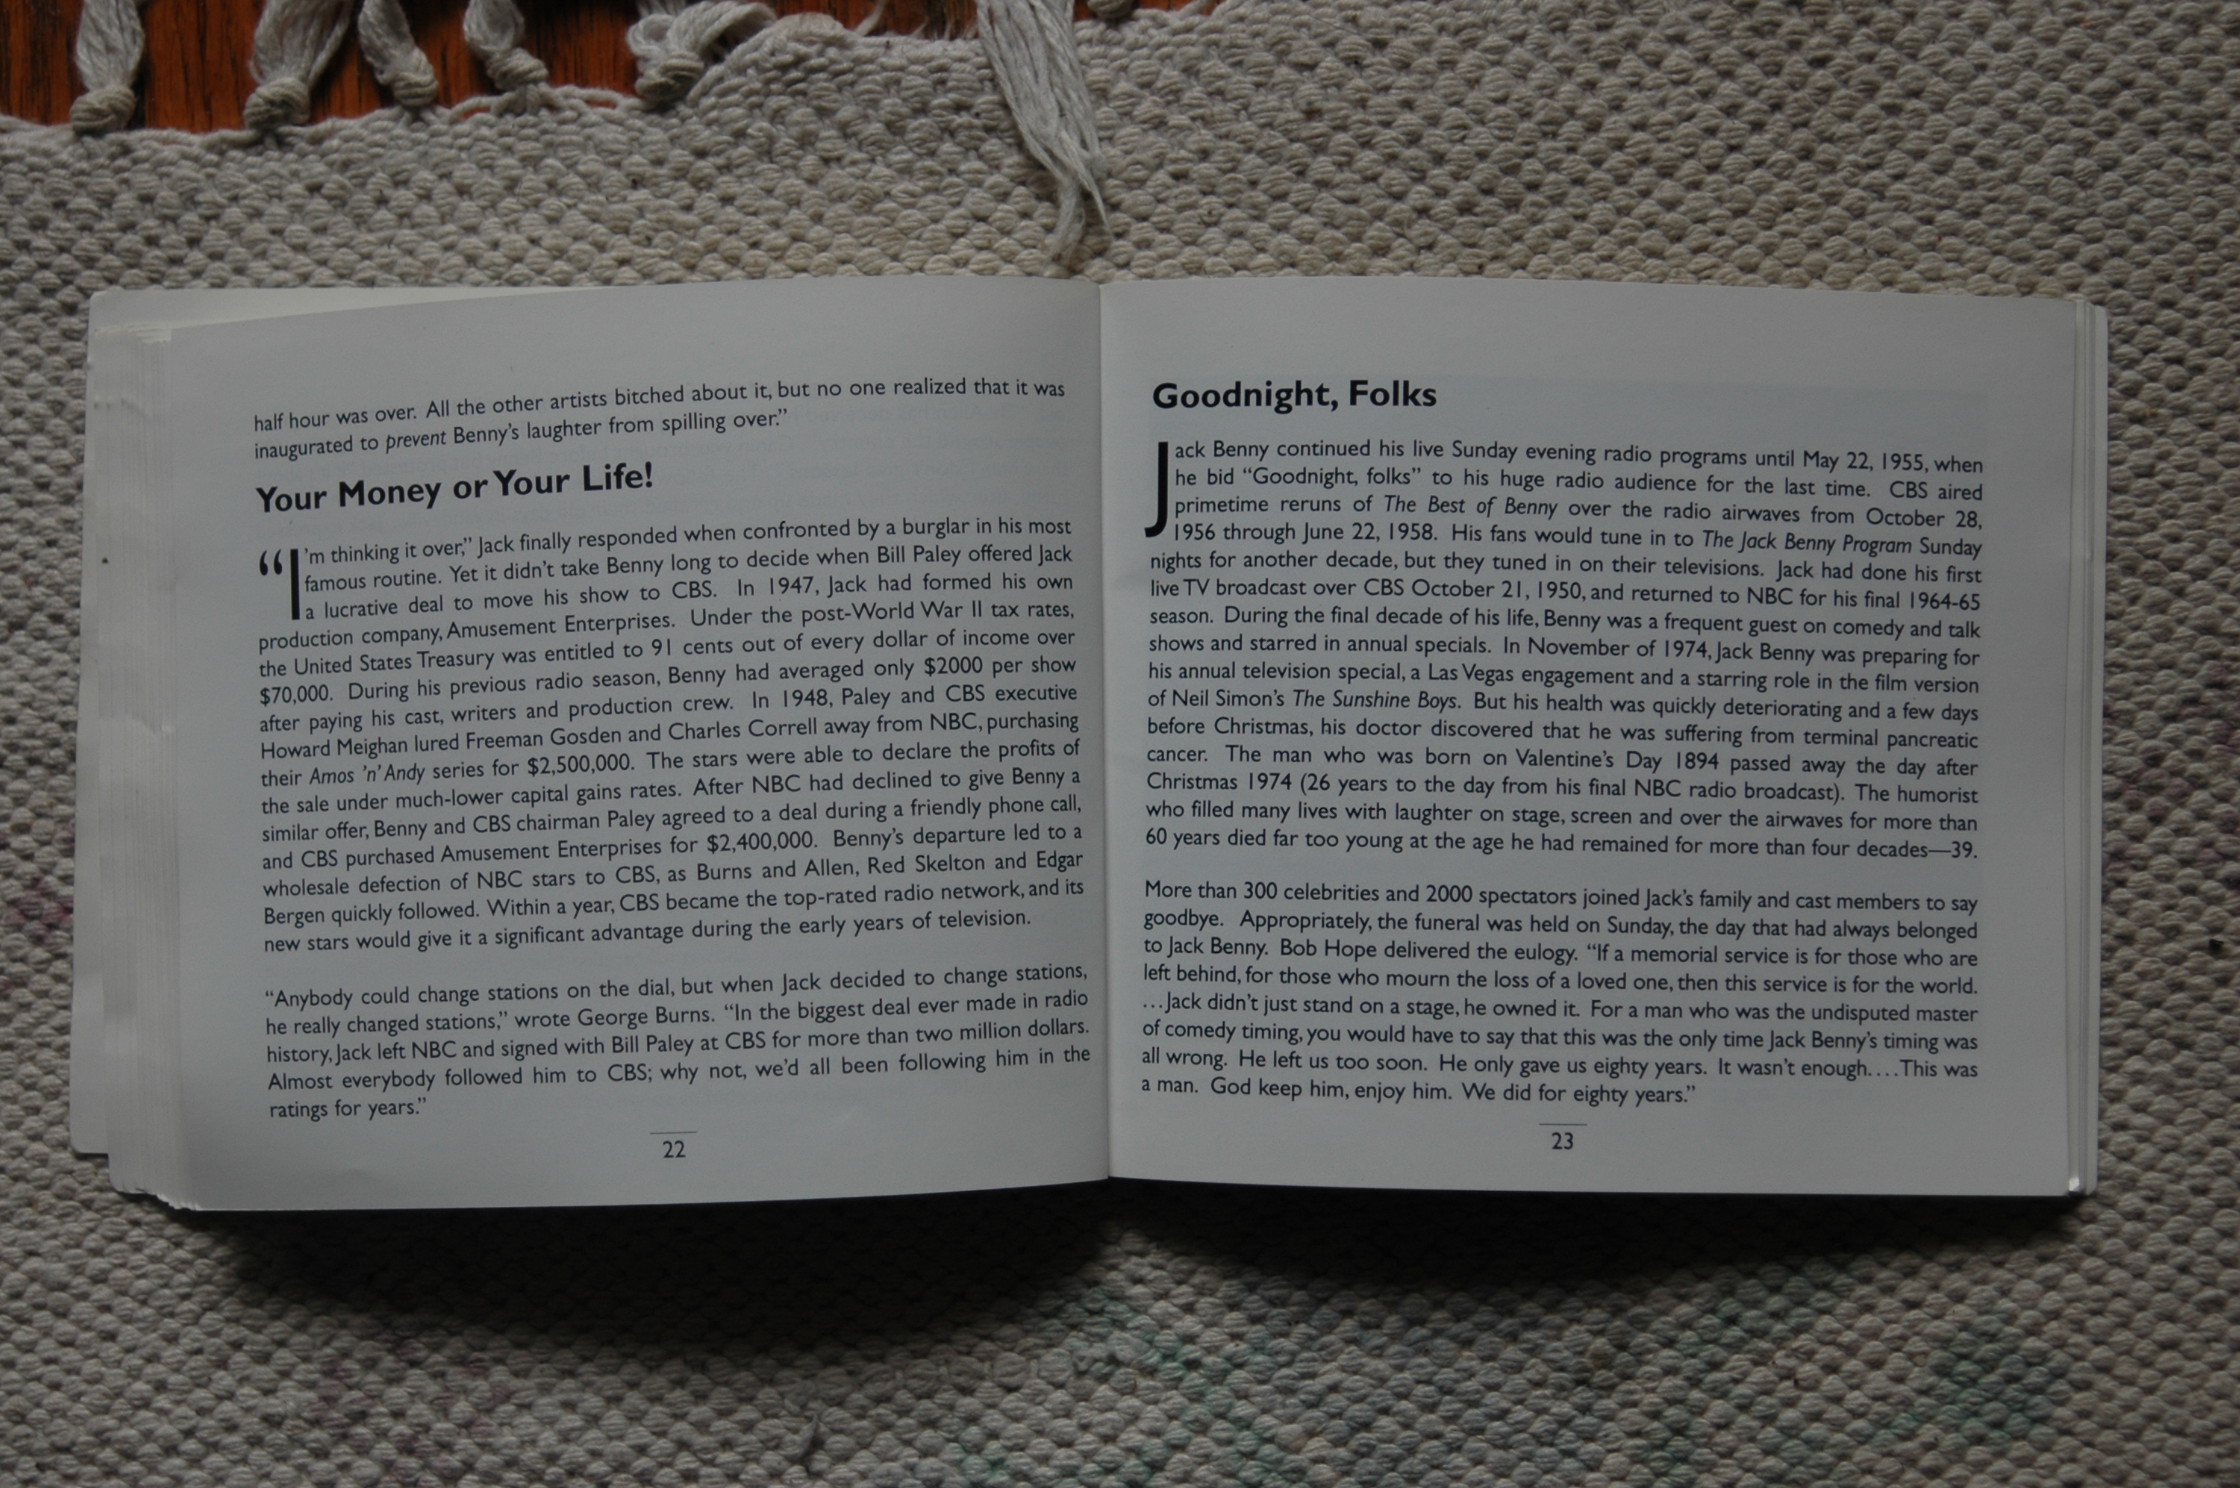 half hour was over. All the other artists bitched about it, but no one realized that it was
inaugurated to prevent Benny's laughter from spilling over.”
Your Money or Your Life!
“I'm thinking it over,” Jack finally responded when confronted by a burglar in his most
famous routine. Yet it didn't take Benny long to decide when Bill Paley offered Jack
a lucrative deal to move his show to CBS. In 1947, Jack had formed his own
production company, Amusement Enterprises. Under the post-World War II tax rates,
the United States Treasury was entitled to 91 cents out of every dollar of income over
$70,000. During his previous radio season, Benny had averaged only $2000 per show
after paying his cast, writers and production crew. In 1948, Paley and CBS executive
Howard Meighan lured Freeman Gosden and Charles Correll away from NBC, purchasing
their Amos 'n' Andy series for $2,500,000. The stars were able to declare the profits of
the sale under much-lower capital gains rates. After NBC had declined to give Benny a
similar offer, Benny and CBS chairman Paley agreed to a deal during a friendly phone call,
and CBS purchased Amusement Enterprises for $2,400,000. Benny's departure led to a
wholesale defection of NBC stars to CBS, as Burns and Allen, Red Skelton and Edgar
Bergen quickly followed. Within a year, CBS became the top-rated radio network, and its
new stars would give it a significant advantage during the early years of television.
“Anybody could change stations on the dial, but when Jack decided to change stations,
he really changed stations,” wrote George Burns. “In the biggest deal ever made in radio
history, Jack left NBC and signed with Bill Paley at CBS for more than two million dollars.
Almost everybody followed him to CBS; why not, we'd all been following him in the
ratings for years.”
22
Goodnight, Folks
Jack Benny continued his live Sunday evening radio programs until May 22, 1955, when
he bid “Goodnight, folks” to his huge radio audience for the last time. CBS aired
primetime reruns of The Best of Benny over the radio airwaves from October 28,
1956 through June 22, 1958. His fans would tune in to The Jack Benny Program Sunday
nights for another decade, but they tuned in on their televisions. Jack had done his first
live TV broadcast over CBS October 21, 1950, and returned to NBC for his final 1964-65
season. During the final decade of his life, Benny was a frequent guest on comedy and talk
shows and starred in annual specials. In November of 1974, Jack Benny was preparing for
his annual television special, a Las Vegas engagement and a starring role in the film version
of Neil Simon's The Sunshine Boys. But his health was quickly deteriorating and a few days
before Christmas, his doctor discovered that he was suffering from terminal pancreatic
cancer. The man who was born on Valentine's Day 1894 passed away the day after
Christmas 1974 (26 years to the day from his final NBC radio broadcast). The humorist
who filled many lives with laughter on stage, screen and over the airwaves for more than
60 years died far too young at the age he had remained for more than four decades—39.
More than 300 celebrities and 2000 spectators joined Jack's family and cast members to say
goodbye. Appropriately, the funeral was held on Sunday, the day that had always belonged
to Jack Benny. Bob Hope delivered the eulogy. “If a memorial service is for those who are
left behind, for those who mourn the loss of a loved one, then this service is for the world.
…Jack didn't just stand on a stage, he owned it. For a man who was the undisputed master
of comedy timing, you would have to say that this was the only time Jack Benny's timing was
all wrong. He left us too soon. He only gave us eighty years. It wasn't enough….This was
a man. God keep him, enjoy him. We did for eighty years.”
23